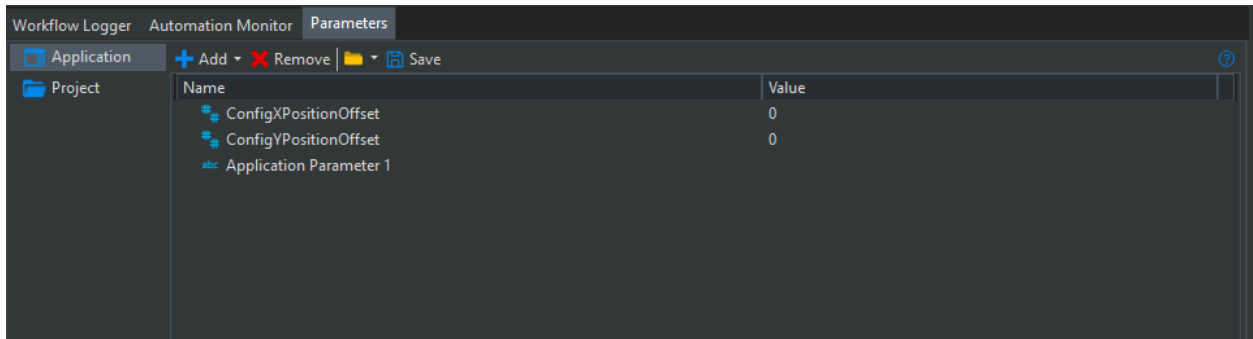 Workflow Logger Automation Monitor Parameters
Application Add Remove Save ?
Project Name Value
## ConfigXPositionOffset 0
## ConfigYPositionOffset 0
abc Application Parameter 1